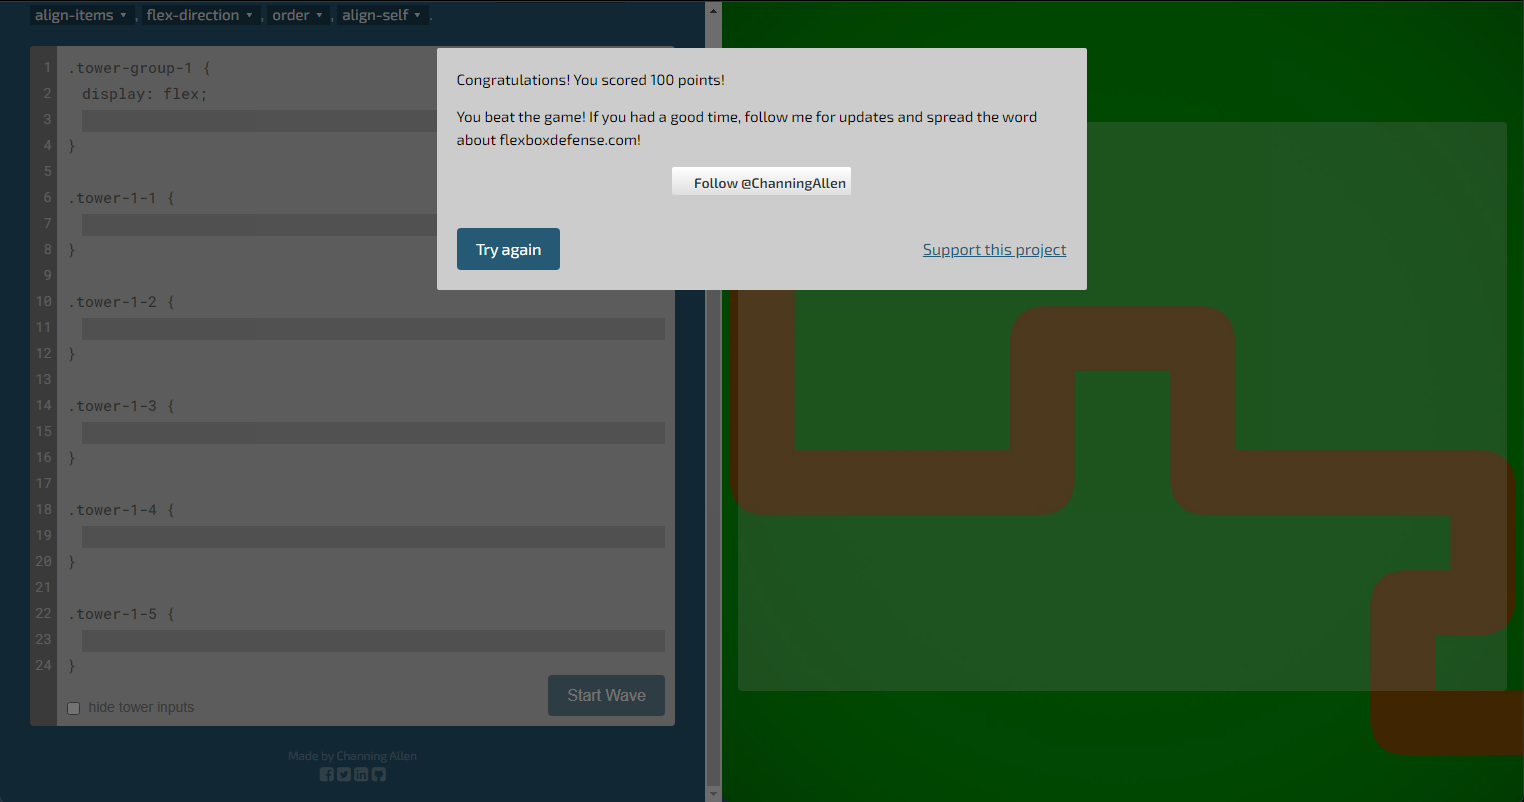 align-items ▾ , flex-direction ▾ , order ▾ , align-self ▾ .
Congratulations! You scored 100 points!
You beat the game! If you had a good time, follow me for updates and spread the word
about flexboxdefense.com!
Follow @ChanningAllen
Try again
Support this project
1 .tower-group-1 {
2 display: flex;
3
4 }
5
6 .tower-1-1 {
7
8 }
9
10 .tower-1-2 {
11
12 }
13
14 .tower-1-3 {
15
16 }
17
18 .tower-1-4 {
19
20 }
21
22 .tower-1-5 {
23
24 }
hide tower inputs
Start Wave
Made by Channing Allen